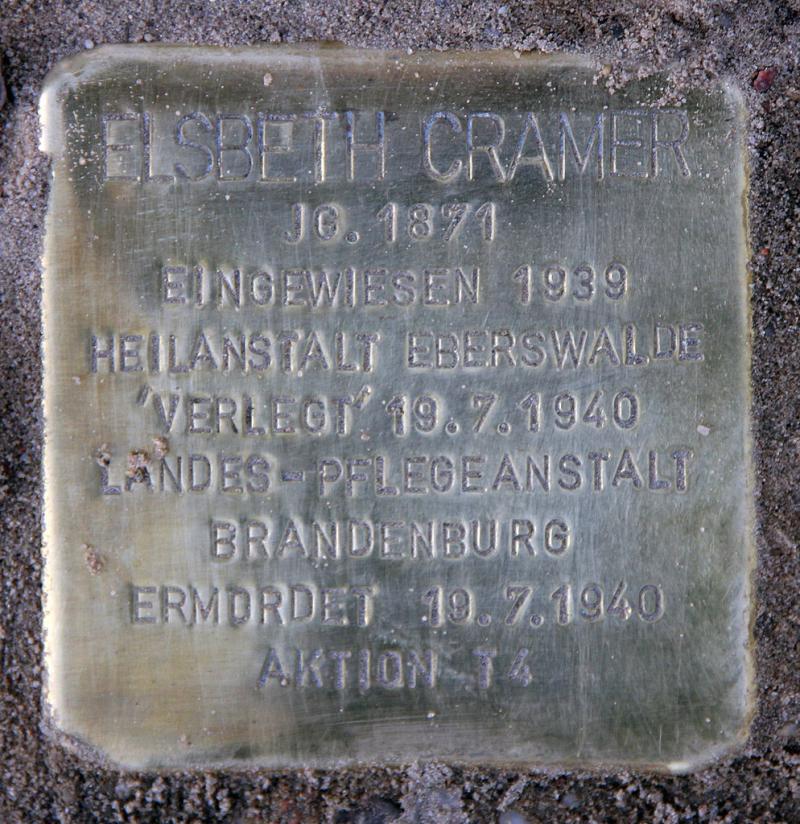 ELSBETH CRAMER
JG. 1871
EINGEWIESEN 1939
HEILANSTALT EBERSWALDE
'VERLEGT' 19.7.1940
LANDES-PFLEGEANSTALT
BRANDENBURG
ERMORDET 19.7.1940
AKTION T4